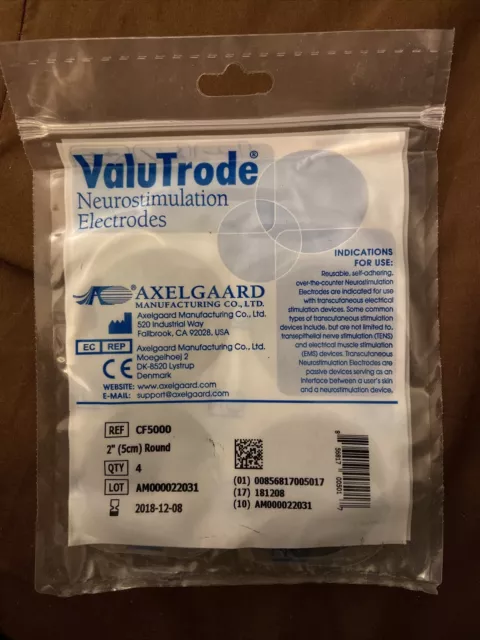 ValuTrode®
Neurostimulation
Electrodes
INDICATIONS
FOR USE:
Reusable, self-adhering,
over-the-counter Neurostimulation
Electrodes are indicated for use
with transcutaneous electrical
stimulation devices. Some common
types of transcutaneous stimulation
devices include, but are not limited to,
transepithelial nerve stimulation (TENS)
and electrical muscle stimulation
(EMS) devices. Transcutaneous
Neurostimulation Electrodes are
passive devices serving as an
interface between a user's skin
and a neurostimulation device.
AXELGAARD
MANUFACTURING CO., LTD.
Axelgaard Manufacturing Co., Ltd.
520 Industrial Way
Fallbrook, CA 92028, USA
EC REP Axelgaard Manufacturing Co., Ltd.
Moegelhoej 2
DK-8520 Lystrup
Denmark
CE
WEBSITE: www.axelgaard.com
E-MAIL: support@axelgaard.com
REF CF5000
2" (5cm) Round
QTY 4
LOT AM000022031
2018-12-08
(01) 00856817005017
(17) 181208
(10) AM000022031